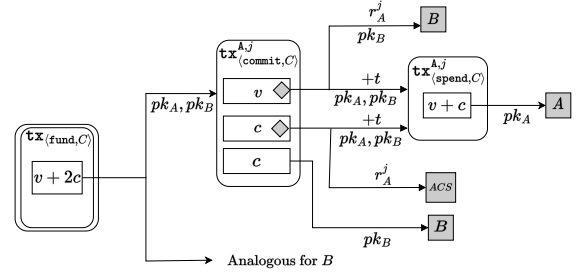 r_A^j
pk_B
B
tx^{A,j}_{⟨commit,C⟩}
v
+t
pk_A, pk_B
tx^{A,j}_{⟨spend,C⟩}
v + c
pk_A
A
pk_A, pk_B
c
+t
pk_A, pk_B
tx_{⟨fund,C⟩}
v + 2c
c
r_A^j
ACS
pk_B
B
Analogous for B